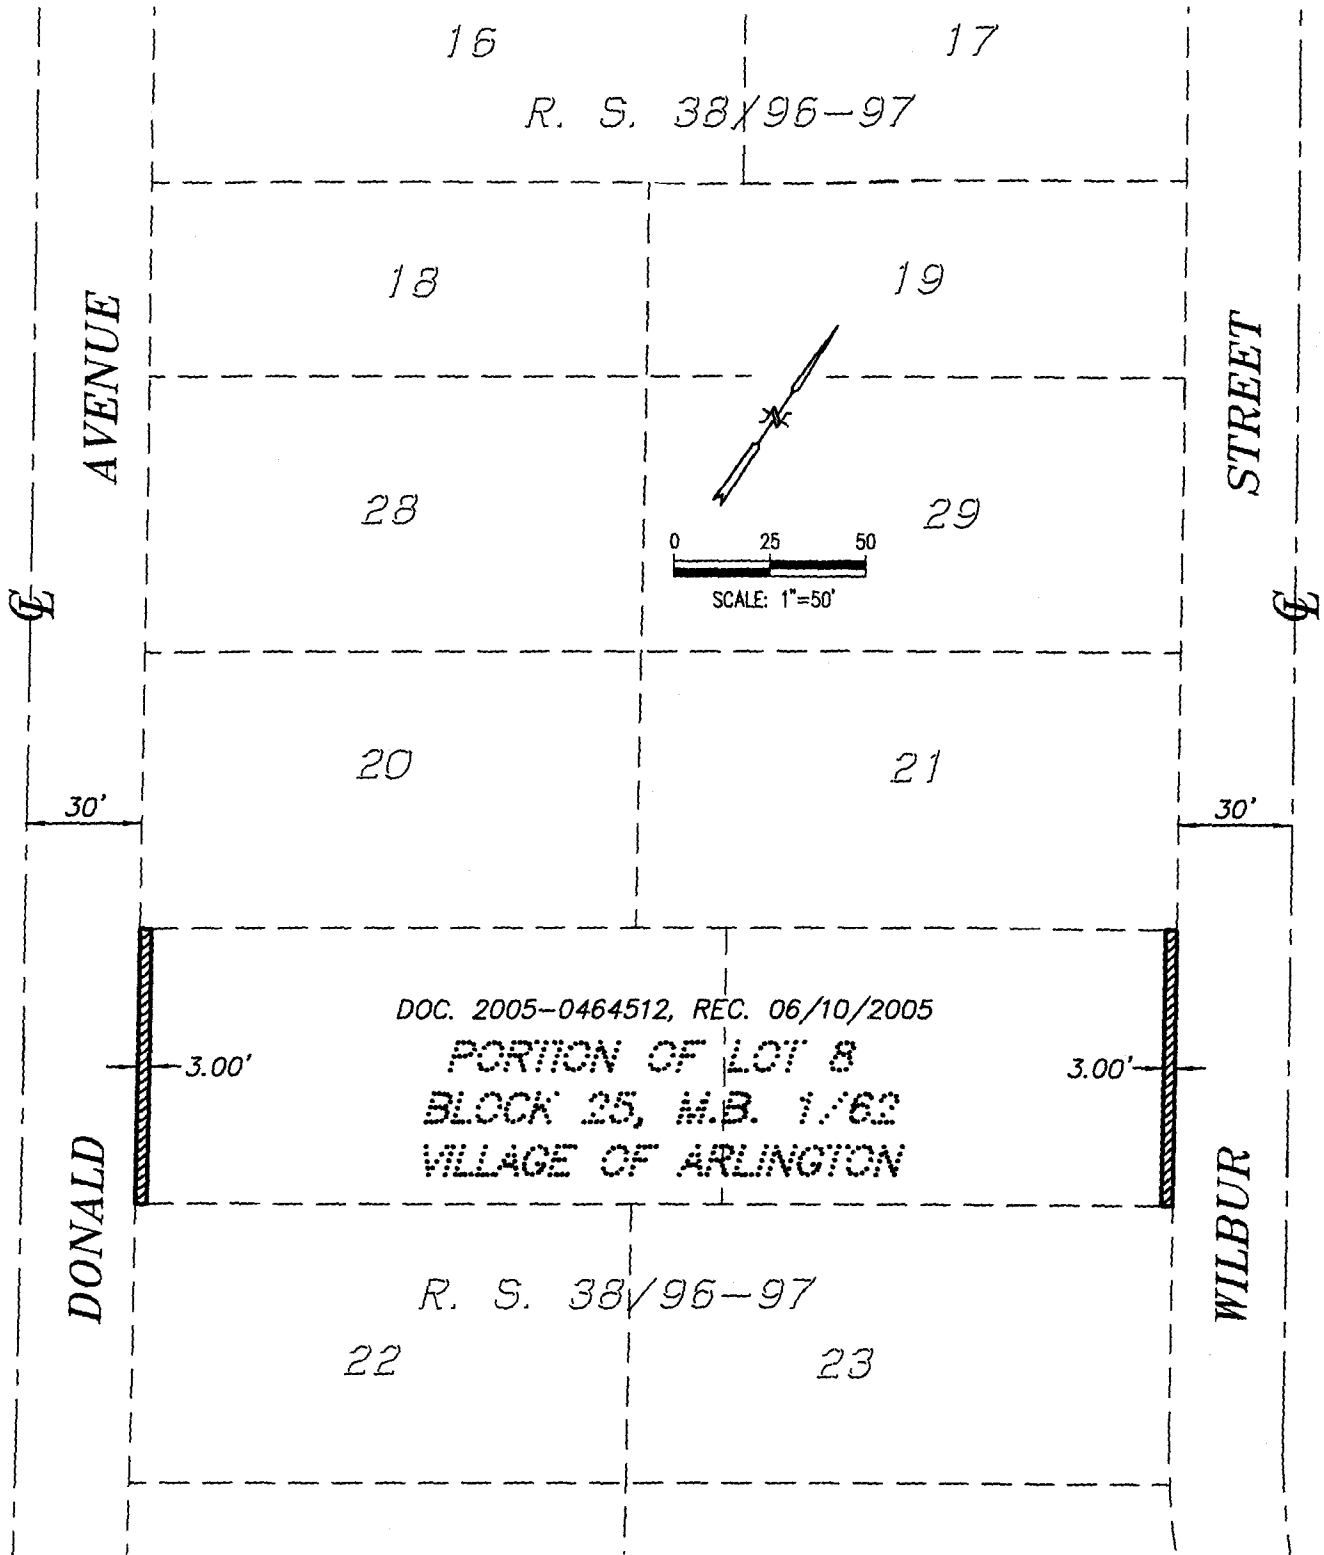 16
17
R. S. 38/96-97
18
19
AVENUE
STREET
N
28
29
0 25 50
SCALE: 1"=50'
CL
CL
20
21
30'
30'
DOC. 2005-0464512, REC. 06/10/2005
PORTION OF LOT 8
3.00'
3.00'
BLOCK 25, M.B. 1/62
VILLAGE OF ARLINGTON
DONALD
WILBUR
R. S. 38/96-97
22
23